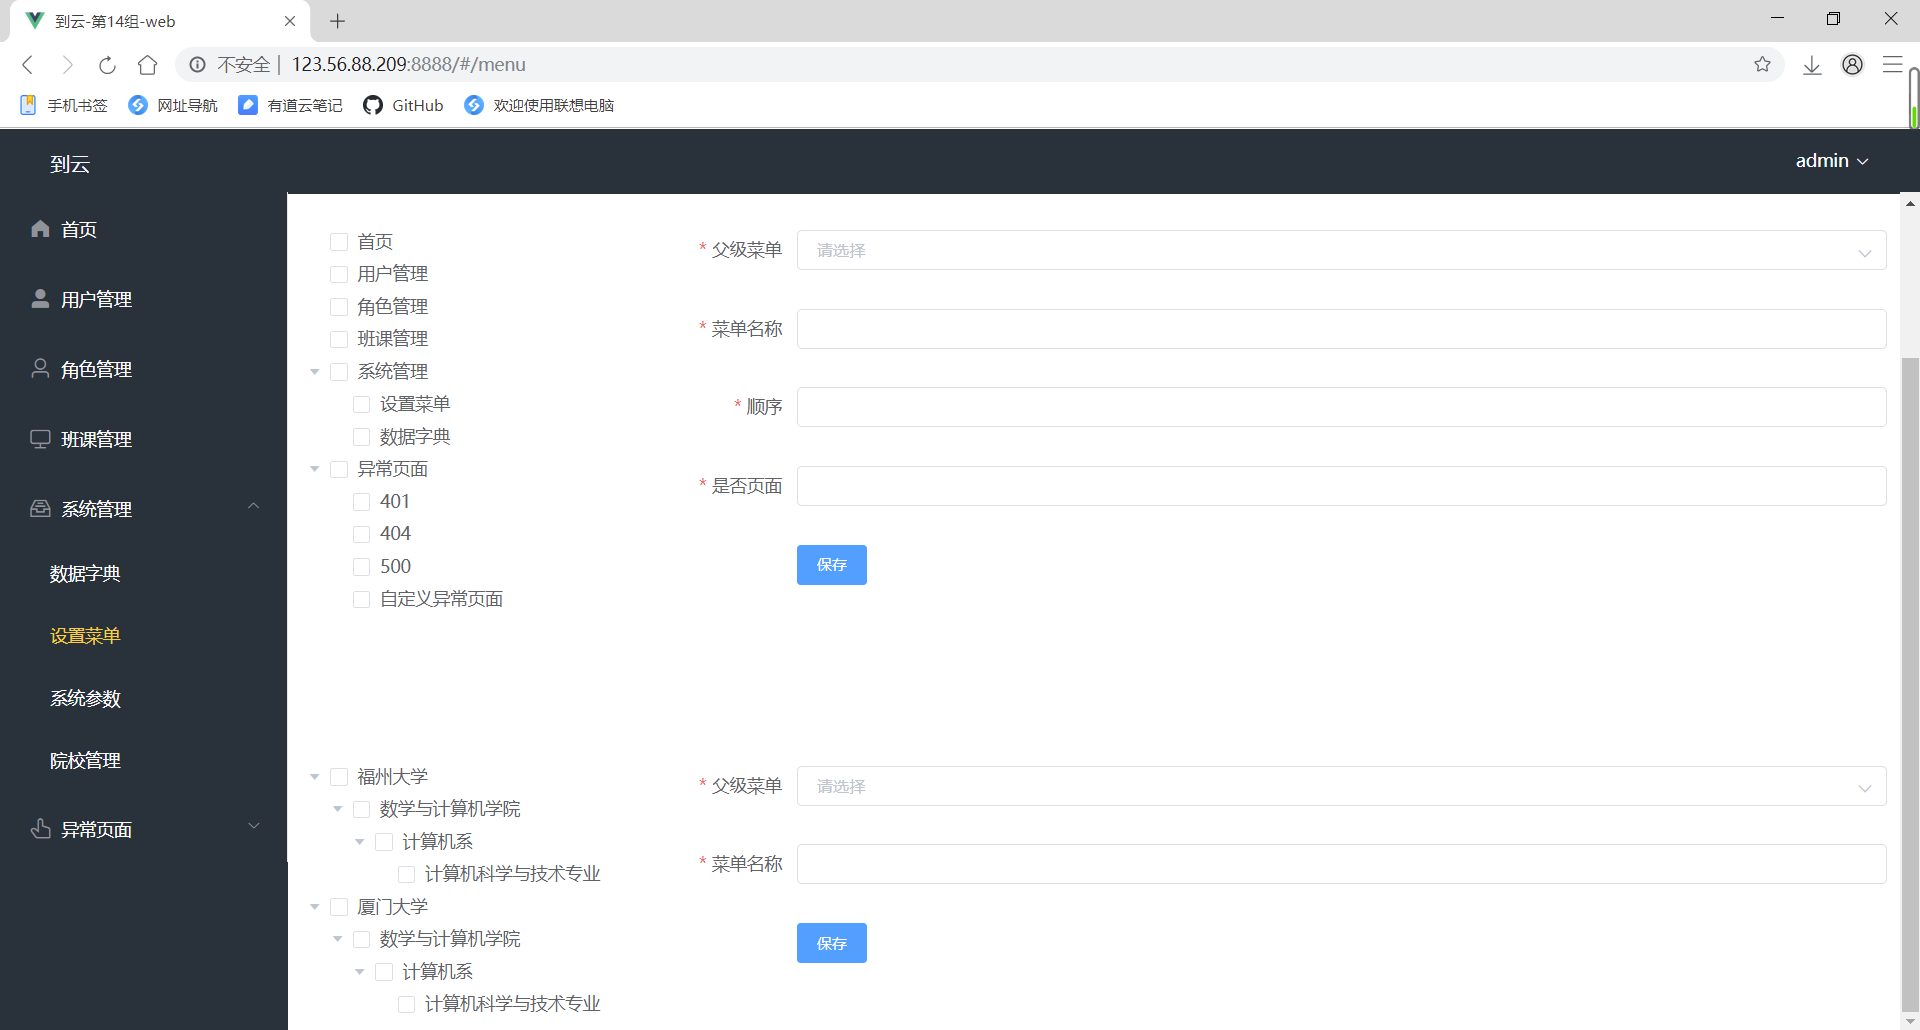 到云-第14组-web
不安全 | 123.56.88.209:8888/#/menu
手机书签 网址导航 有道云笔记 GitHub 欢迎使用联想电脑
到云
admin
首页
用户管理
角色管理
班课管理
系统管理
数据字典
设置菜单
系统参数
院校管理
异常页面
首页
用户管理
角色管理
班课管理
系统管理
设置菜单
数据字典
异常页面
401
404
500
自定义异常页面
* 父级菜单 请选择
* 菜单名称
* 顺序
* 是否页面
保存
福州大学
数学与计算机学院
计算机系
计算机科学与技术专业
厦门大学
数学与计算机学院
计算机系
计算机科学与技术专业
* 父级菜单 请选择
* 菜单名称
保存